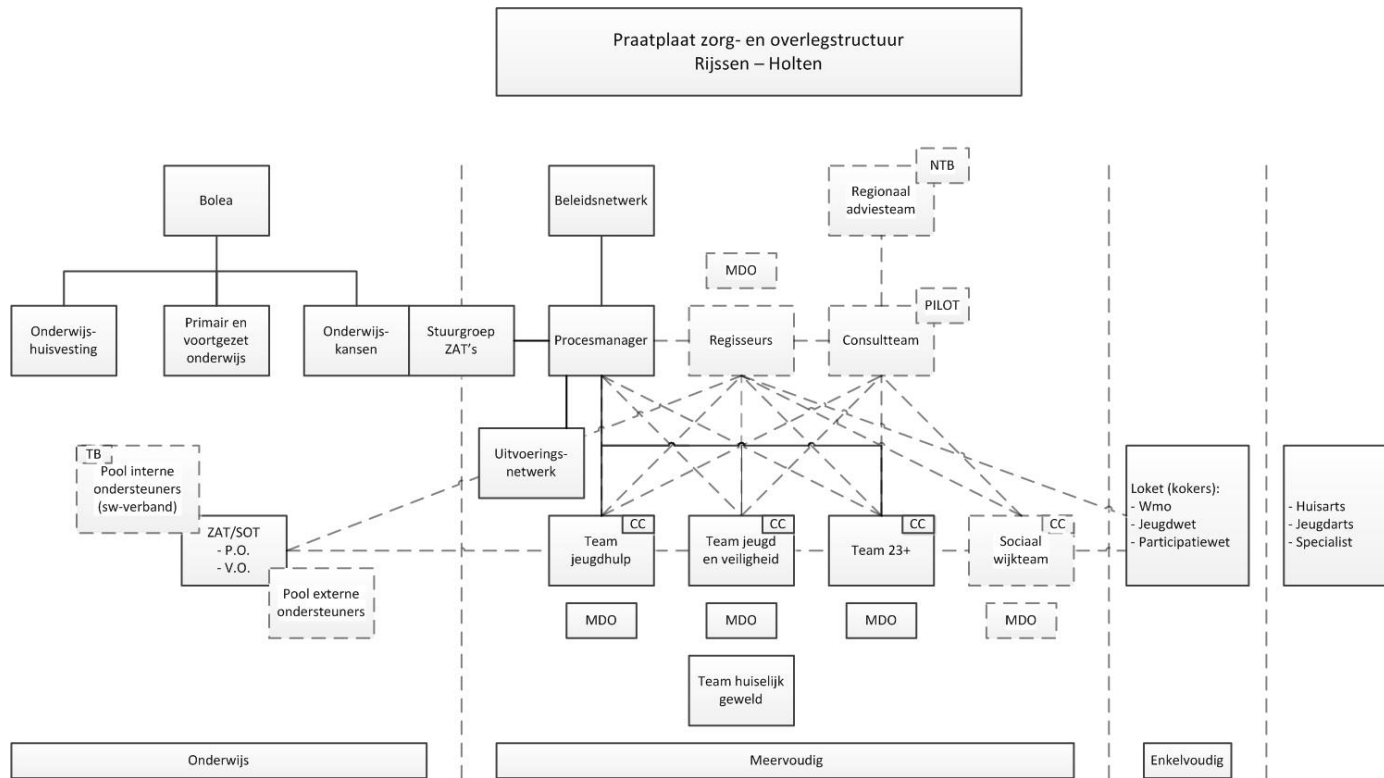 Praatplaat zorg- en overlegstructuur
Rijssen – Holten
Bolea
Beleidsnetwerk
NTB
Regionaal
adviesteam
MDO
PILOT
Onderwijs-
huisvesting
Primair en
voortgezet
onderwijs
Onderwijs-
kansen
Stuurgroep
ZAT's
Procesmanager
Regisseurs
Consultteam
TB
Pool interne
ondersteuners
(sw-verband)
Uitvoerings-
netwerk
ZAT/SOT
- P.O.
- V.O.
Pool externe
ondersteuners
CC
Team
jeugdhulp
CC
Team jeugd
en veiligheid
CC
Team 23+
CC
Sociaal
wijkteam
Loket (kokers):
- Wmo
- Jeugdwet
- Participatiewet
- Huisarts
- Jeugdarts
- Specialist
MDO
MDO
MDO
MDO
Team huiselijk
geweld
Onderwijs
Meervoudig
Enkelvoudig